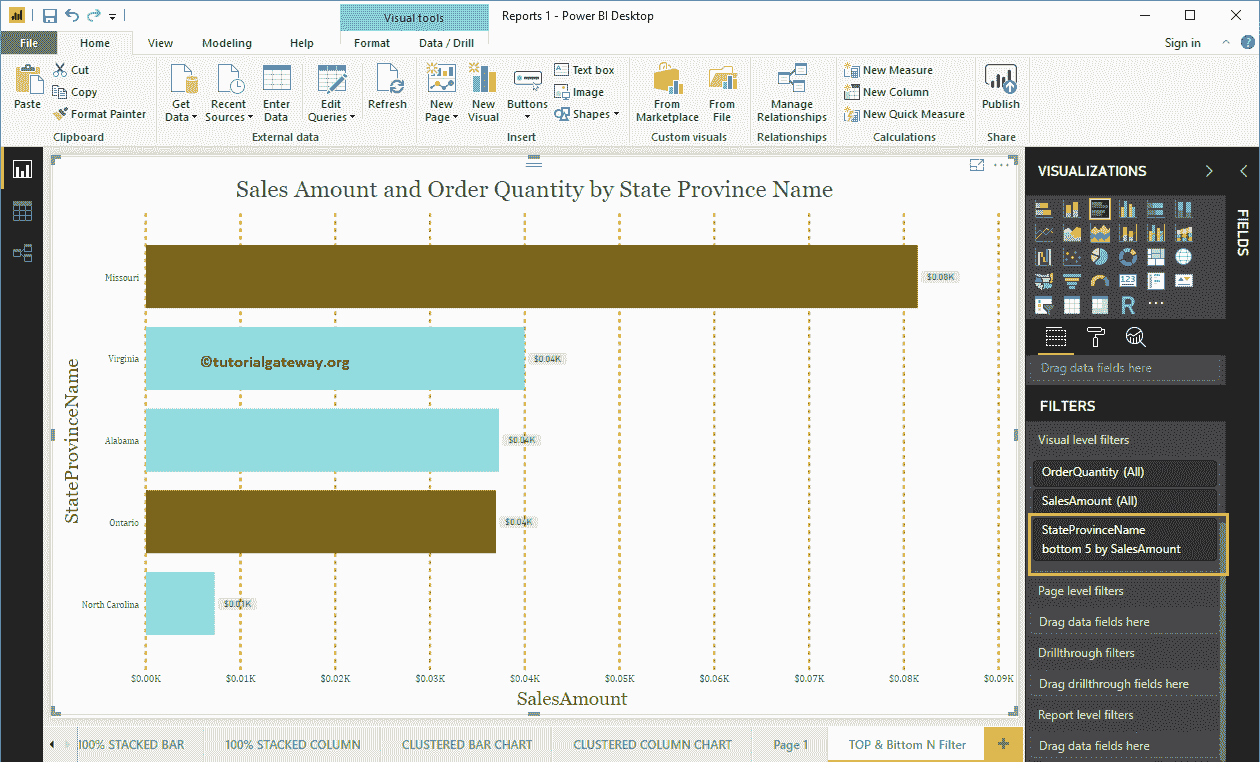 Visual tools
Reports 1 - Power BI Desktop
File
Home
View
Modeling
Help
Format
Data / Drill
Sign in
Paste
Cut
Copy
Format Painter
Clipboard
Get Data
Recent Sources
Enter Data
Edit Queries
Refresh
External data
New Page
New Visual
Buttons
Text box
Image
Shapes
Insert
From Marketplace
From File
Custom visuals
Manage Relationships
Relationships
New Measure
New Column
New Quick Measure
Calculations
Publish
Share
Sales Amount and Order Quantity by State Province Name
StateProvinceName
Missouri
$0.08K
Virginia
©tutorialgateway.org
$0.04K
Alabama
$0.04K
Ontario
$0.04K
North Carolina
$0.01K
$0.00K
$0.01K
$0.02K
$0.03K
$0.04K
$0.05K
$0.06K
$0.07K
$0.08K
$0.09K
SalesAmount
VISUALIZATIONS
FIELDS
123
R
Drag data fields here
FILTERS
Visual level filters
OrderQuantity (All)
SalesAmount (All)
StateProvinceName
bottom 5 by SalesAmount
Page level filters
Drag data fields here
Drillthrough filters
Drag drillthrough fields here
Report level filters
Drag data fields here
100% STACKED BAR
100% STACKED COLUMN
CLUSTERED BAR CHART
CLUSTERED COLUMN CHART
Page 1
TOP & Bittom N Filter